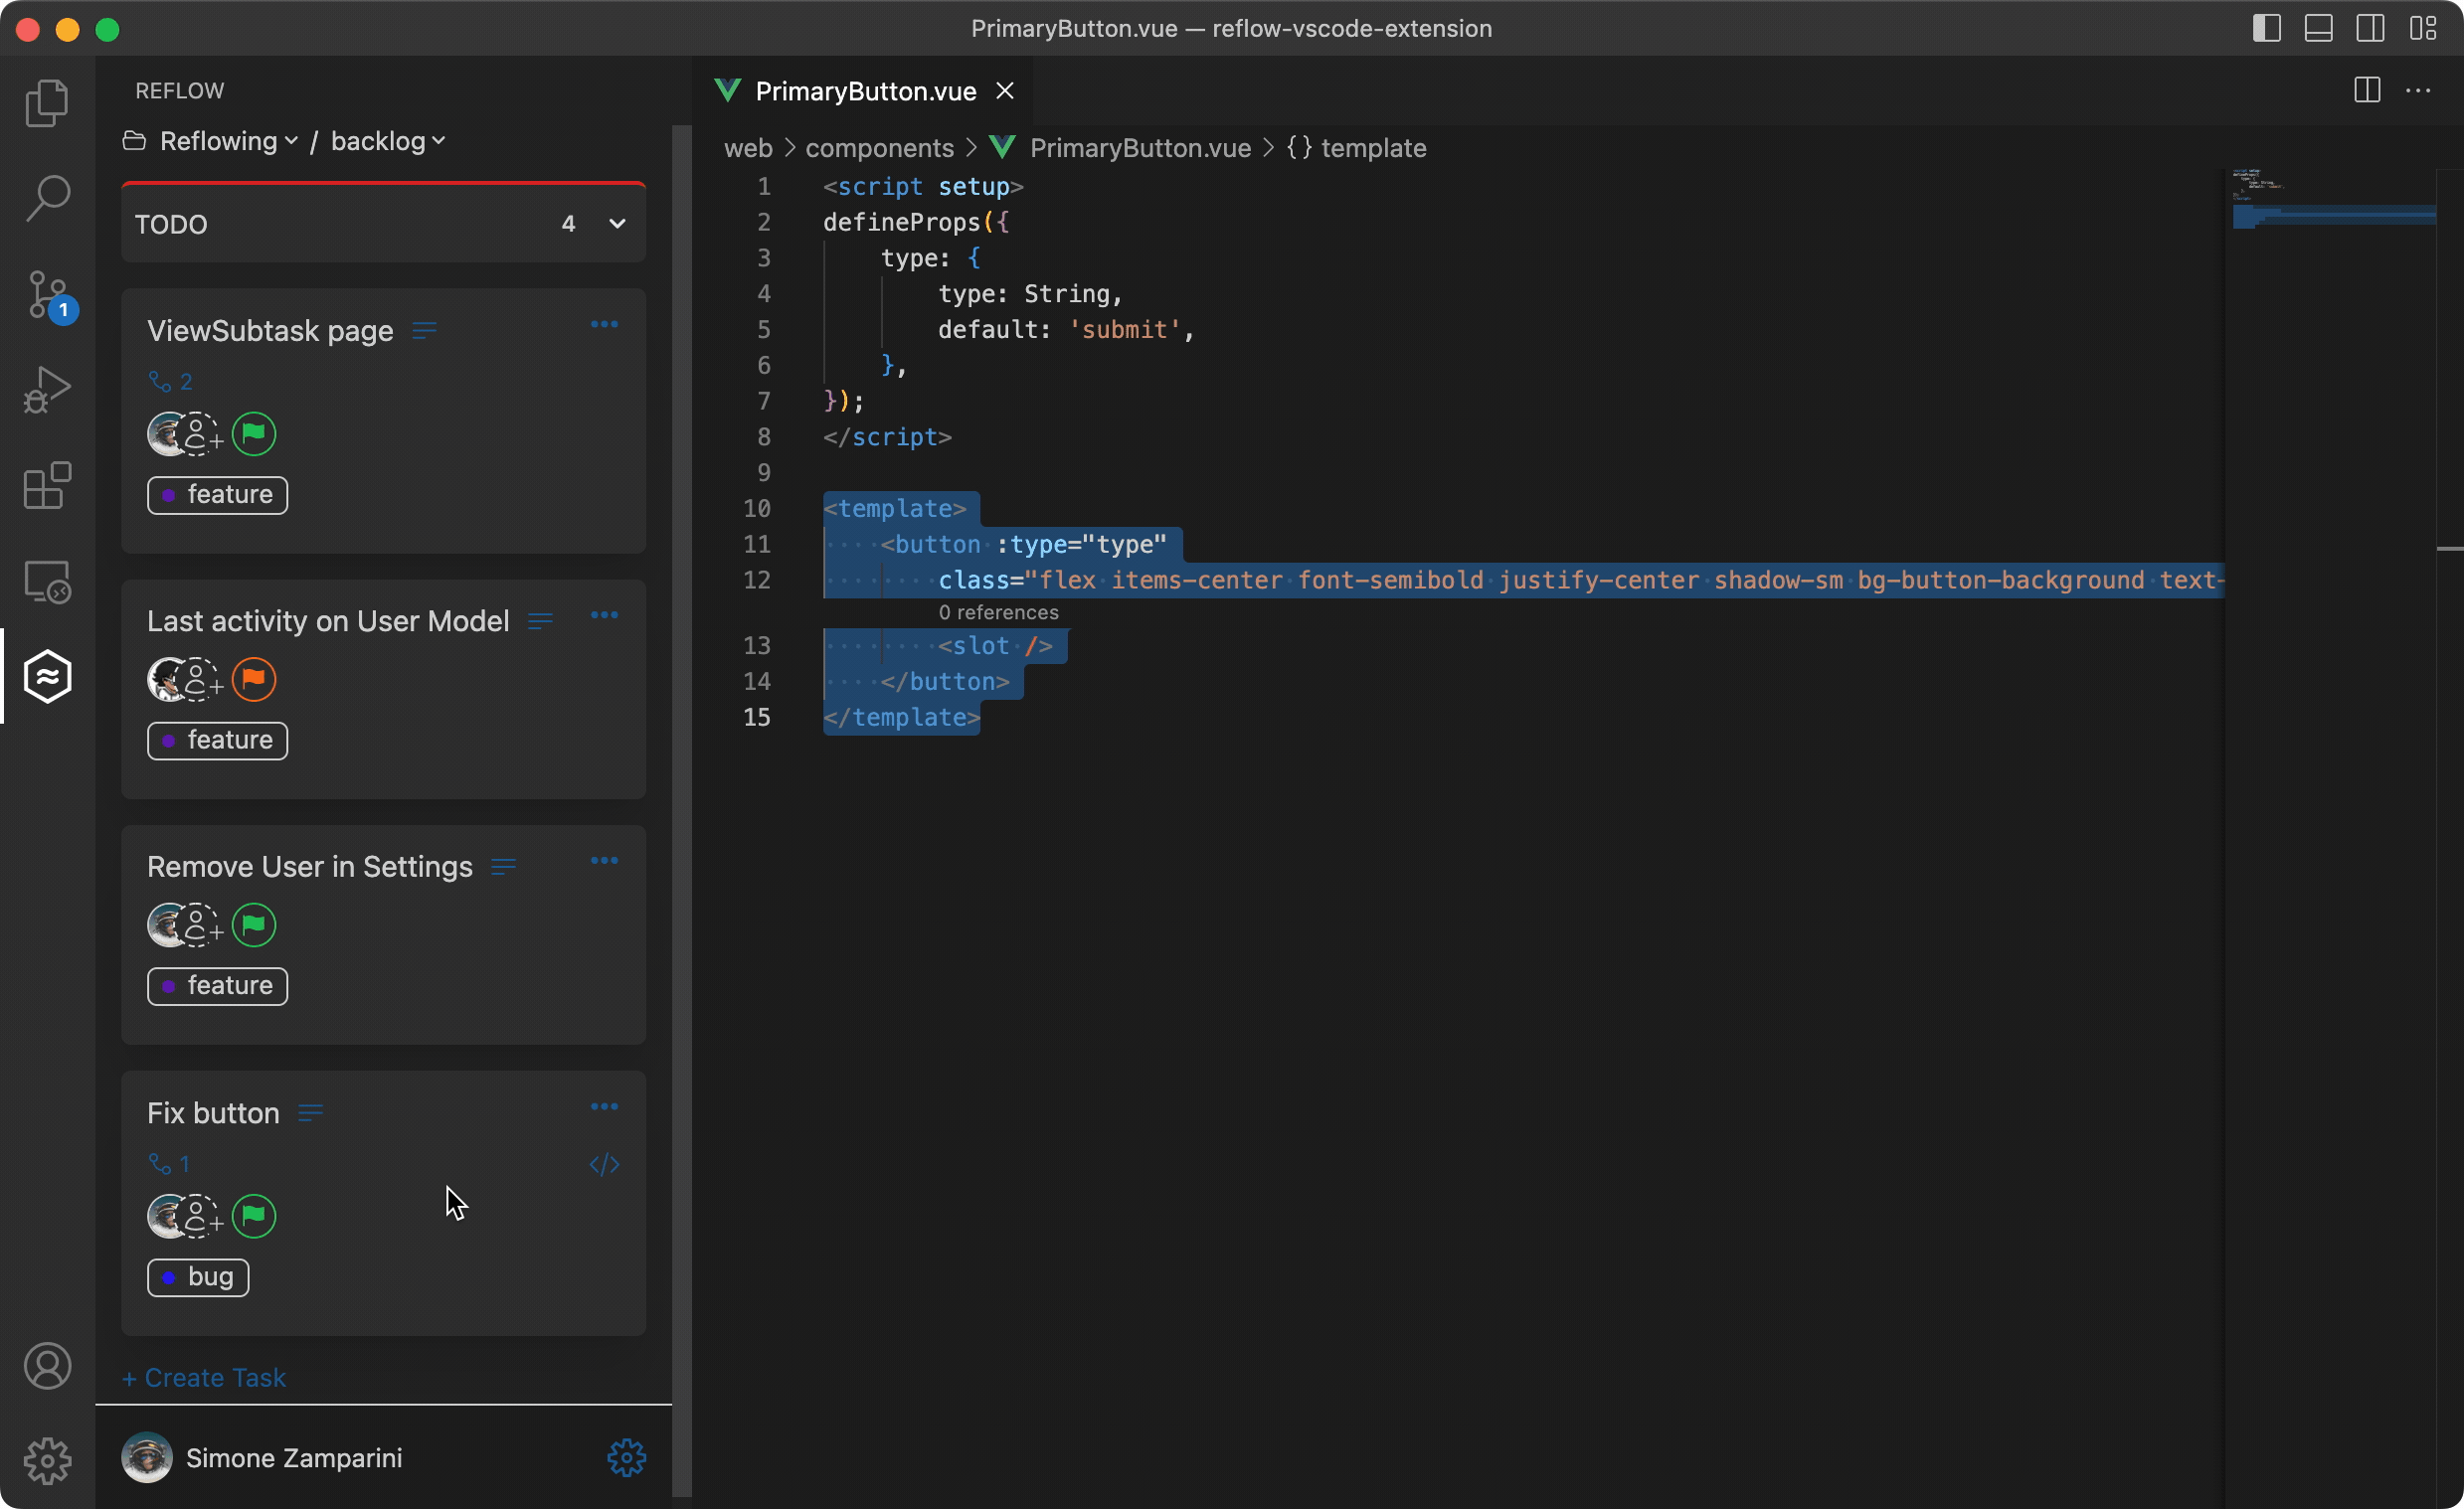 PrimaryButton.vue — reflow-vscode-extension
REFLOW
Reflowing / backlog
TODO 4
ViewSubtask page
2
feature
Last activity on User Model
feature
Remove User in Settings
feature
Fix button
1
</>
bug
+ Create Task
Simone Zamparini
1
PrimaryButton.vue
web > components > PrimaryButton.vue > {} template
1 <script setup>
2 defineProps({
3 type: {
4 type: String,
5 default: 'submit',
6 },
7 });
8 </script>
9
10 <template>
11 <button :type="type"
12 class="flex items-center font-semibold justify-center shadow-sm bg-button-background text-
0 references
13 <slot />
14 </button>
15 </template>